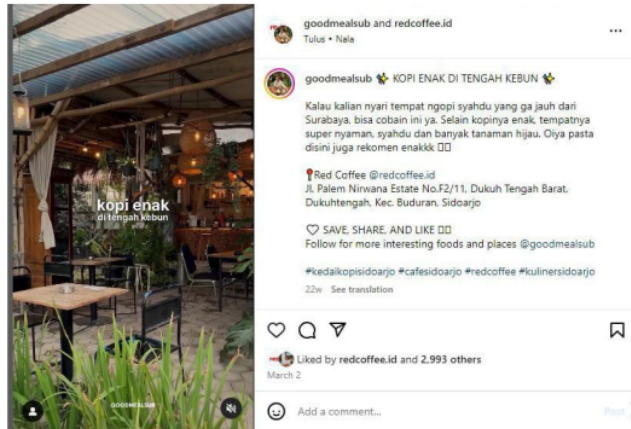 goodmealsub and redcoffee.id
Tulus • Nala
goodmealsub ✨ KOPI ENAK DI TENGAH KEBUN ✨
Kalau kalian nyari tempat ngopi syahdu yang ga jauh dari
Surabaya, bisa cobain ini ya. Selain kopinya enak, tempatnya
super nyaman, syahdu dan banyak tanaman hijau. Oiya pasta
disini juga rekomen enakkk
📍Red Coffee @redcoffee.id
Jl. Palem Nirwana Estate No.F2/11, Dukuh Tengah Barat,
Dukuhtengah, Kec. Buduran, Sidoarjo
♡ SAVE, SHARE, AND LIKE
Follow for more interesting foods and places @goodmealsub
#kedaikopisidoarjo #cafesidoarjo #redcoffee #kulinersidoarjo
22w See translation
kopi enak
di tengah kebun
GOODMEALSUB
Liked by redcoffee.id and 2,993 others
March 2
Add a comment...
Post